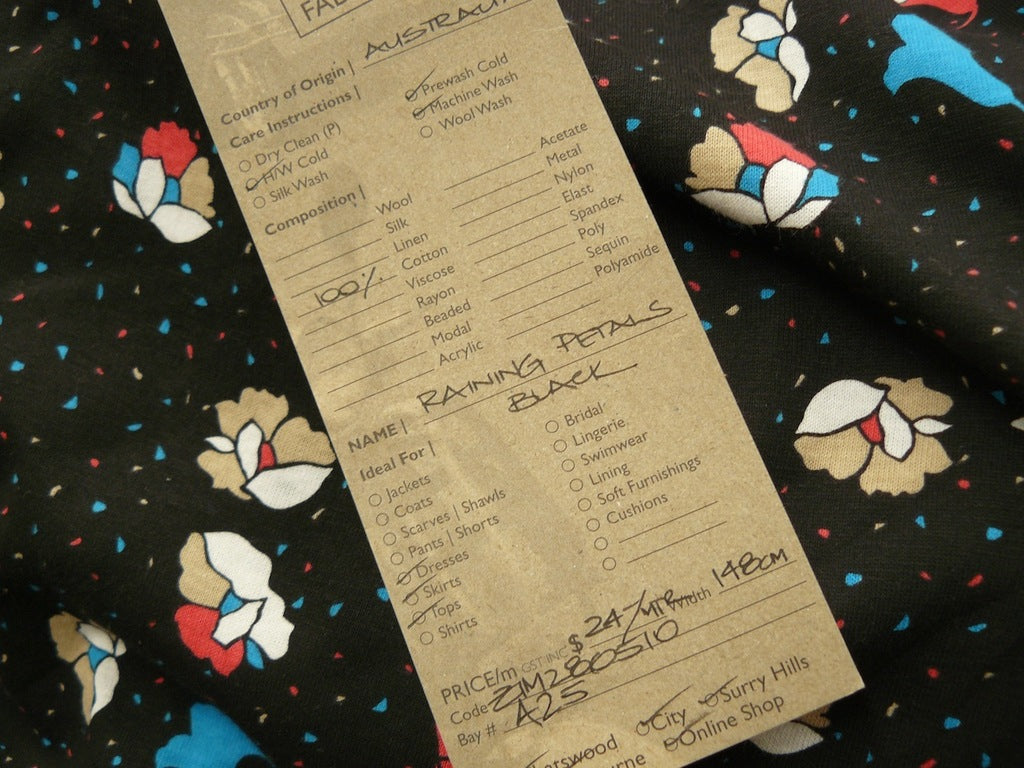 Country of Origin |
Care Instructions |
Dry Clean (P)
H/W Cold
Silk Wash
Prewash Cold
Machine Wash
Wool Wash
Composition |
Wool
Silk
Linen
100% Cotton
Viscose
Rayon
Beaded
Modal
Acrylic
Acetate
Metal
Nylon
Elast
Spandex
Poly
Sequin
Polyamide
NAME | RAINING PETALS
BLACK
Ideal For |
Jackets
Coats
Scarves | Shawls
Pants | Shorts
Dresses
Skirts
Tops
Shirts
Bridal
Lingerie
Swimwear
Lining
Soft Furnishings
Cushions
PRICE/m GST INC $24/MTR Width 148cm
Code ZJM280510
Bay # A25
City Surry Hills
Online Shop